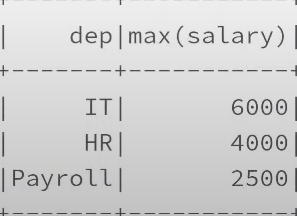 +-------+-----------+
|    dep|max(salary)|
+-------+-----------+
|     IT|       6000|
|     HR|       4000|
|Payroll|       2500|
+-------+-----------+